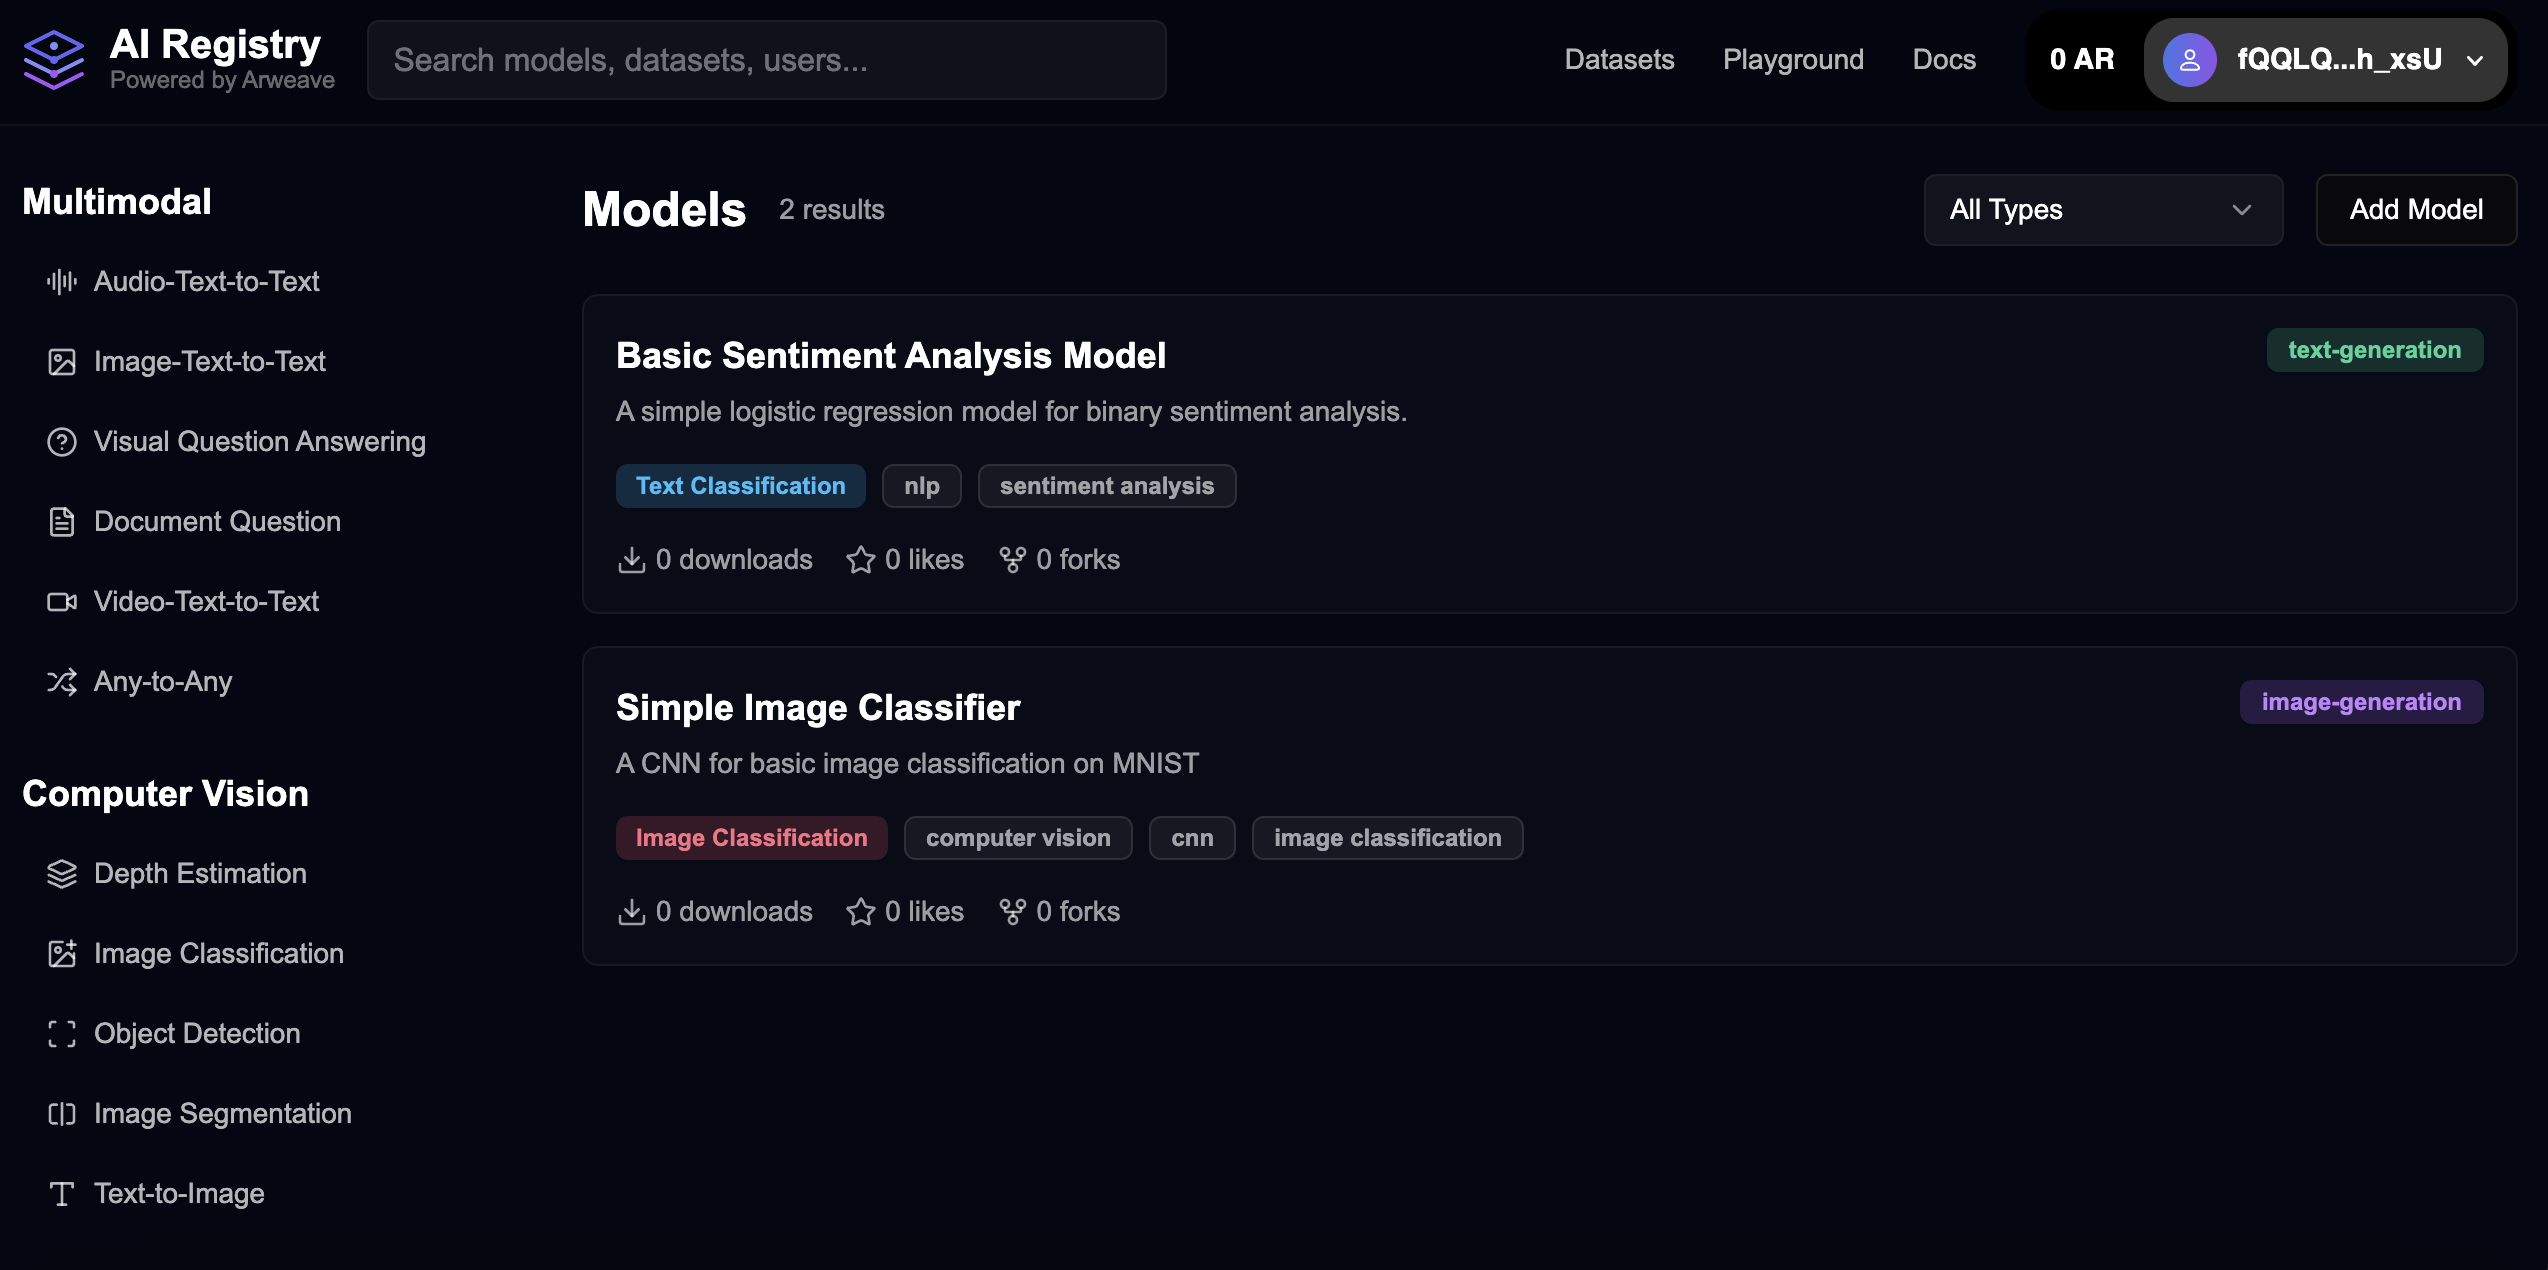 AI Registry
Powered by Arweave
Search models, datasets, users...
Datasets
Playground
Docs
0 AR
fQQLQ...h_xsU
Multimodal
Audio-Text-to-Text
Image-Text-to-Text
Visual Question Answering
Document Question
Video-Text-to-Text
Any-to-Any
Computer Vision
Depth Estimation
Image Classification
Object Detection
Image Segmentation
Text-to-Image
Models
2 results
All Types
Add Model
Basic Sentiment Analysis Model
text-generation
A simple logistic regression model for binary sentiment analysis.
Text Classification
nlp
sentiment analysis
0 downloads
0 likes
0 forks
Simple Image Classifier
image-generation
A CNN for basic image classification on MNIST
Image Classification
computer vision
cnn
image classification
0 downloads
0 likes
0 forks